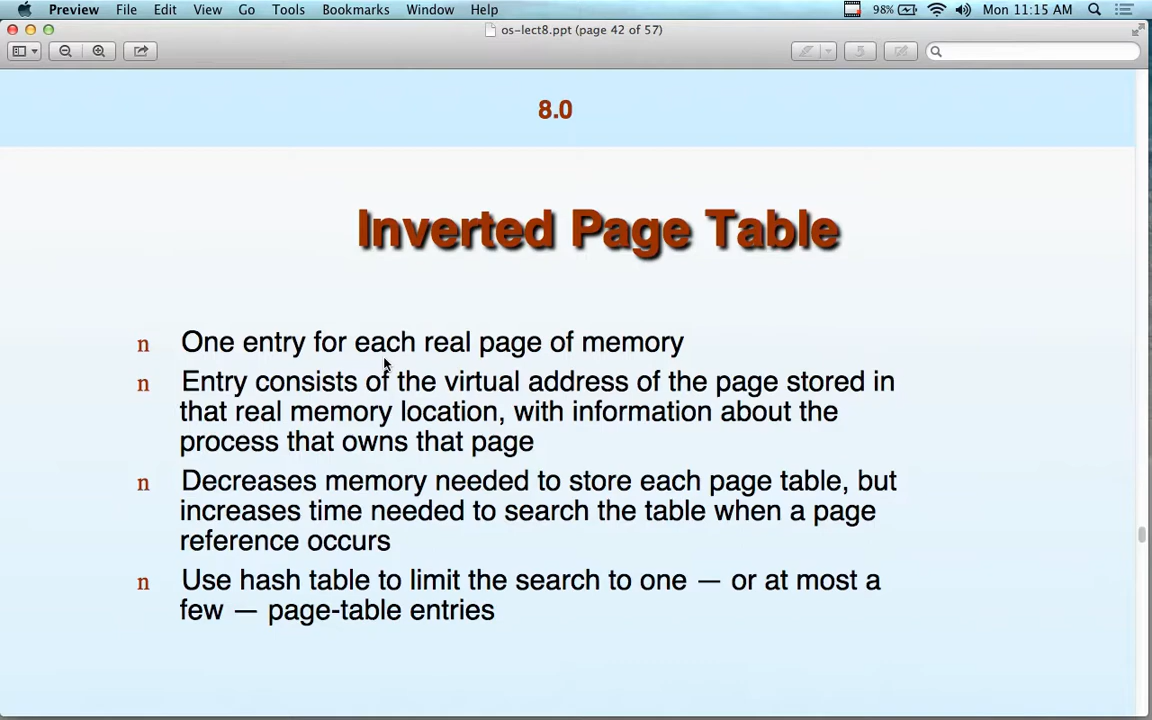 Preview File Edit View Go Tools Bookmarks Window Help 98% Mon 11:15 AM
os-lect8.ppt (page 42 of 57)
8.0
Inverted Page Table
n One entry for each real page of memory
n Entry consists of the virtual address of the page stored in
that real memory location, with information about the
process that owns that page
n Decreases memory needed to store each page table, but
increases time needed to search the table when a page
reference occurs
n Use hash table to limit the search to one — or at most a
few — page-table entries